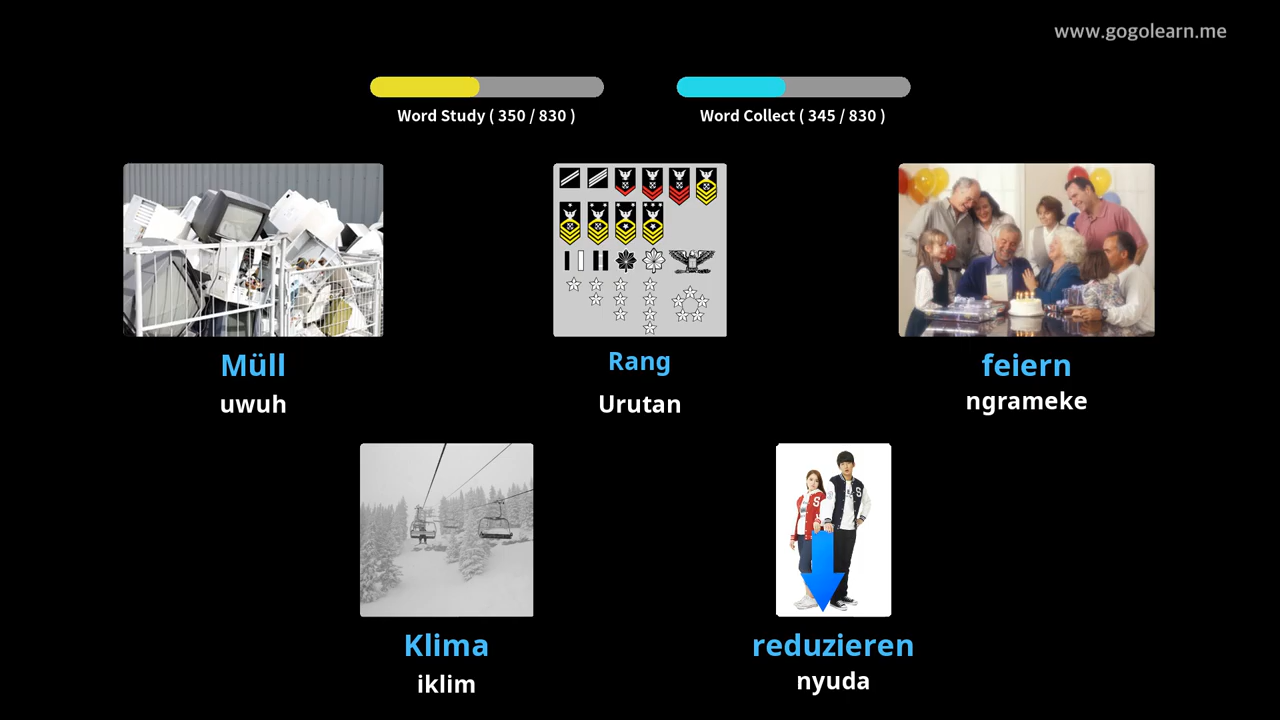 www.gogolearn.me
Word Study ( 350 / 830 )
Word Collect ( 345 / 830 )
Müll
uwuh
Rang
Urutan
feiern
ngrameke
Klima
iklim
reduzieren
nyuda